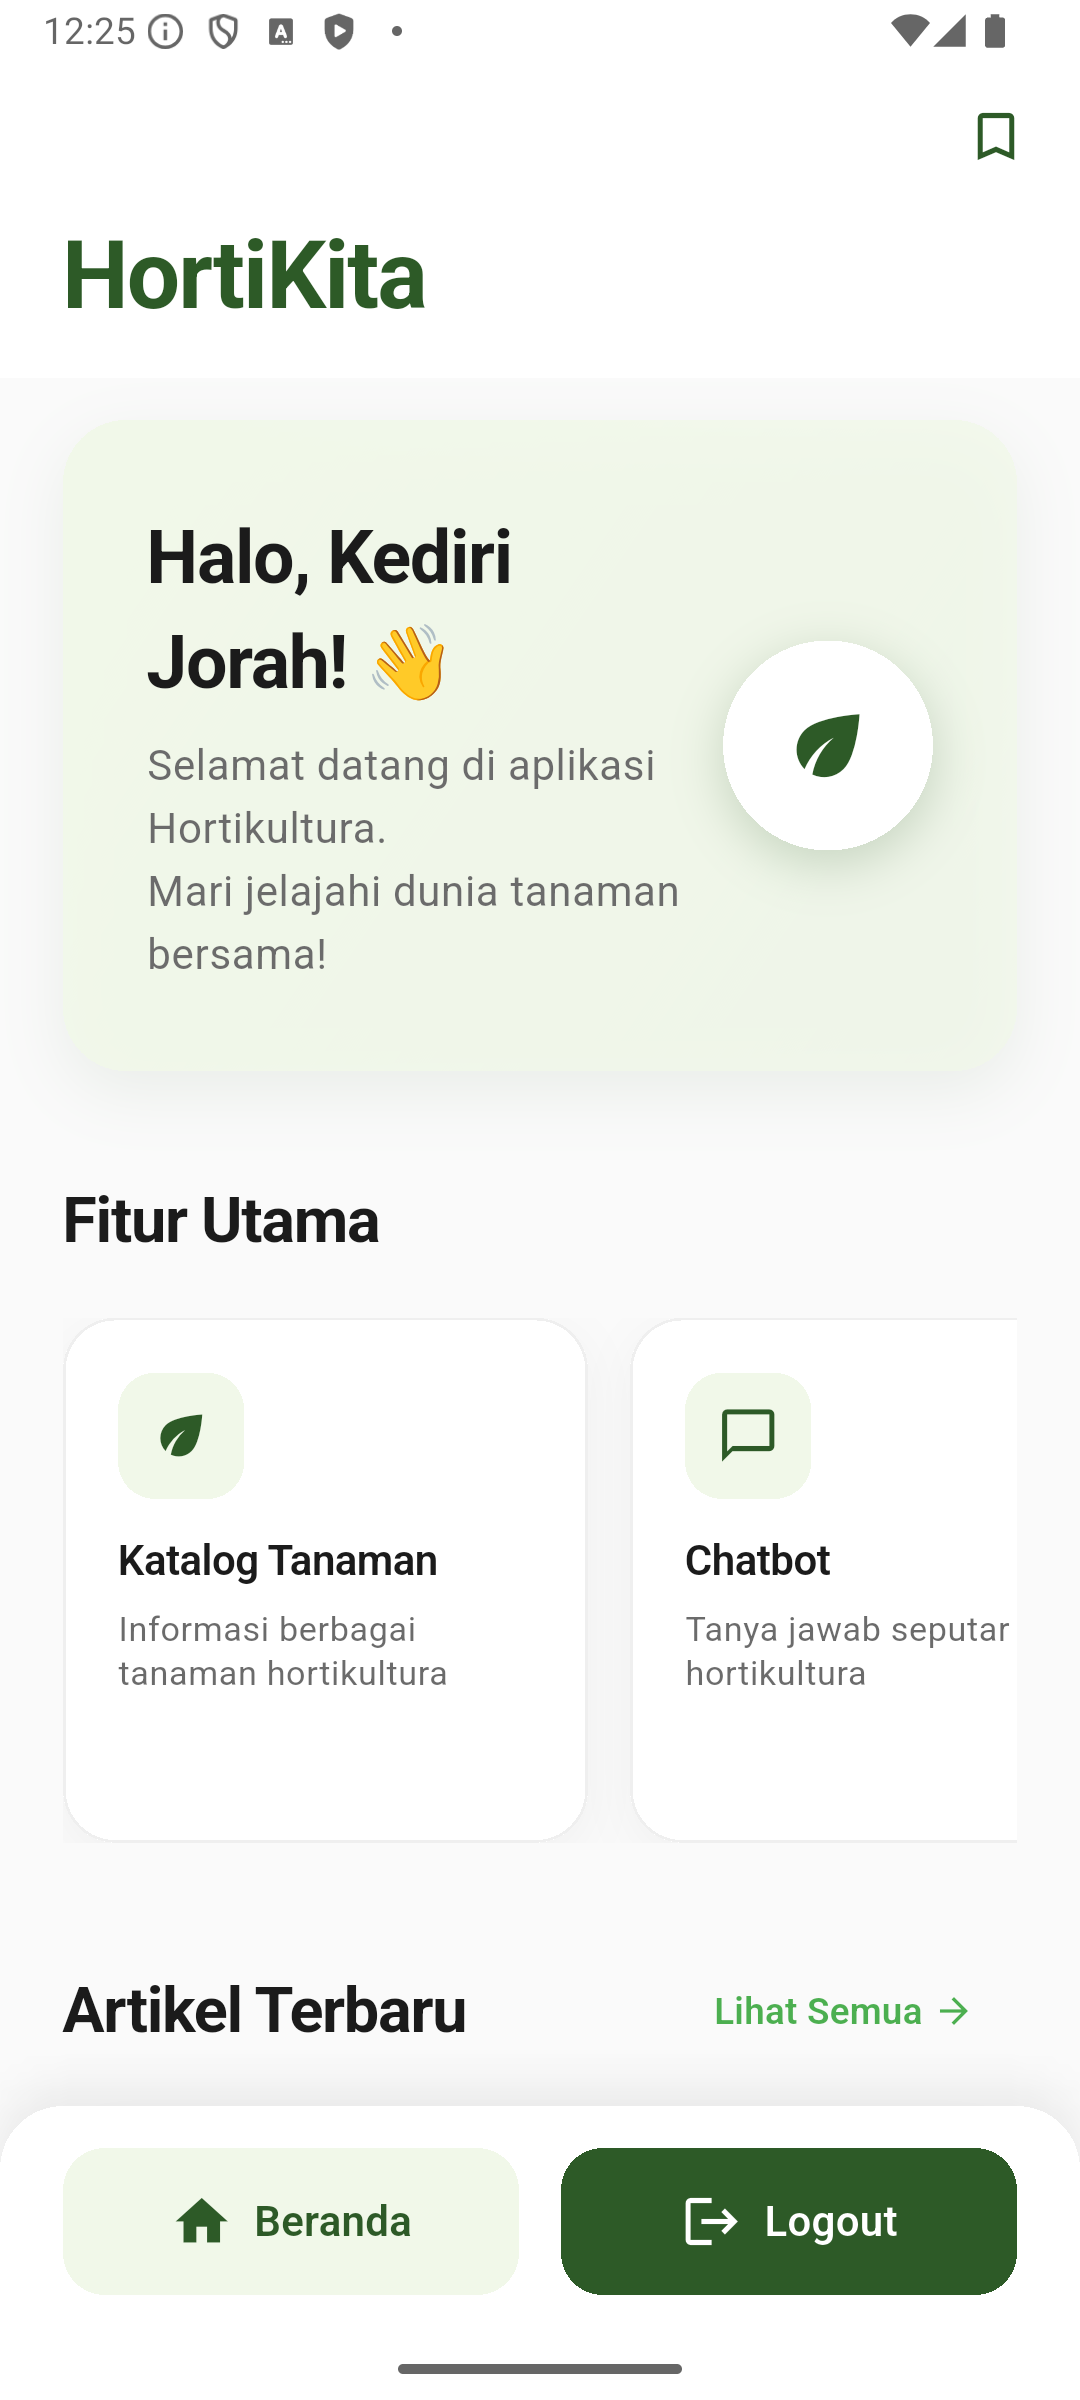 12:25
HortiKita
Halo, Kediri
Jorah! 👋
Selamat datang di aplikasi
Hortikultura.
Mari jelajahi dunia tanaman
bersama!
Fitur Utama
Katalog Tanaman
Informasi berbagai
tanaman hortikultura
Chatbot
Tanya jawab seputar
hortikultura
Artikel Terbaru
Lihat Semua →
Beranda
Logout